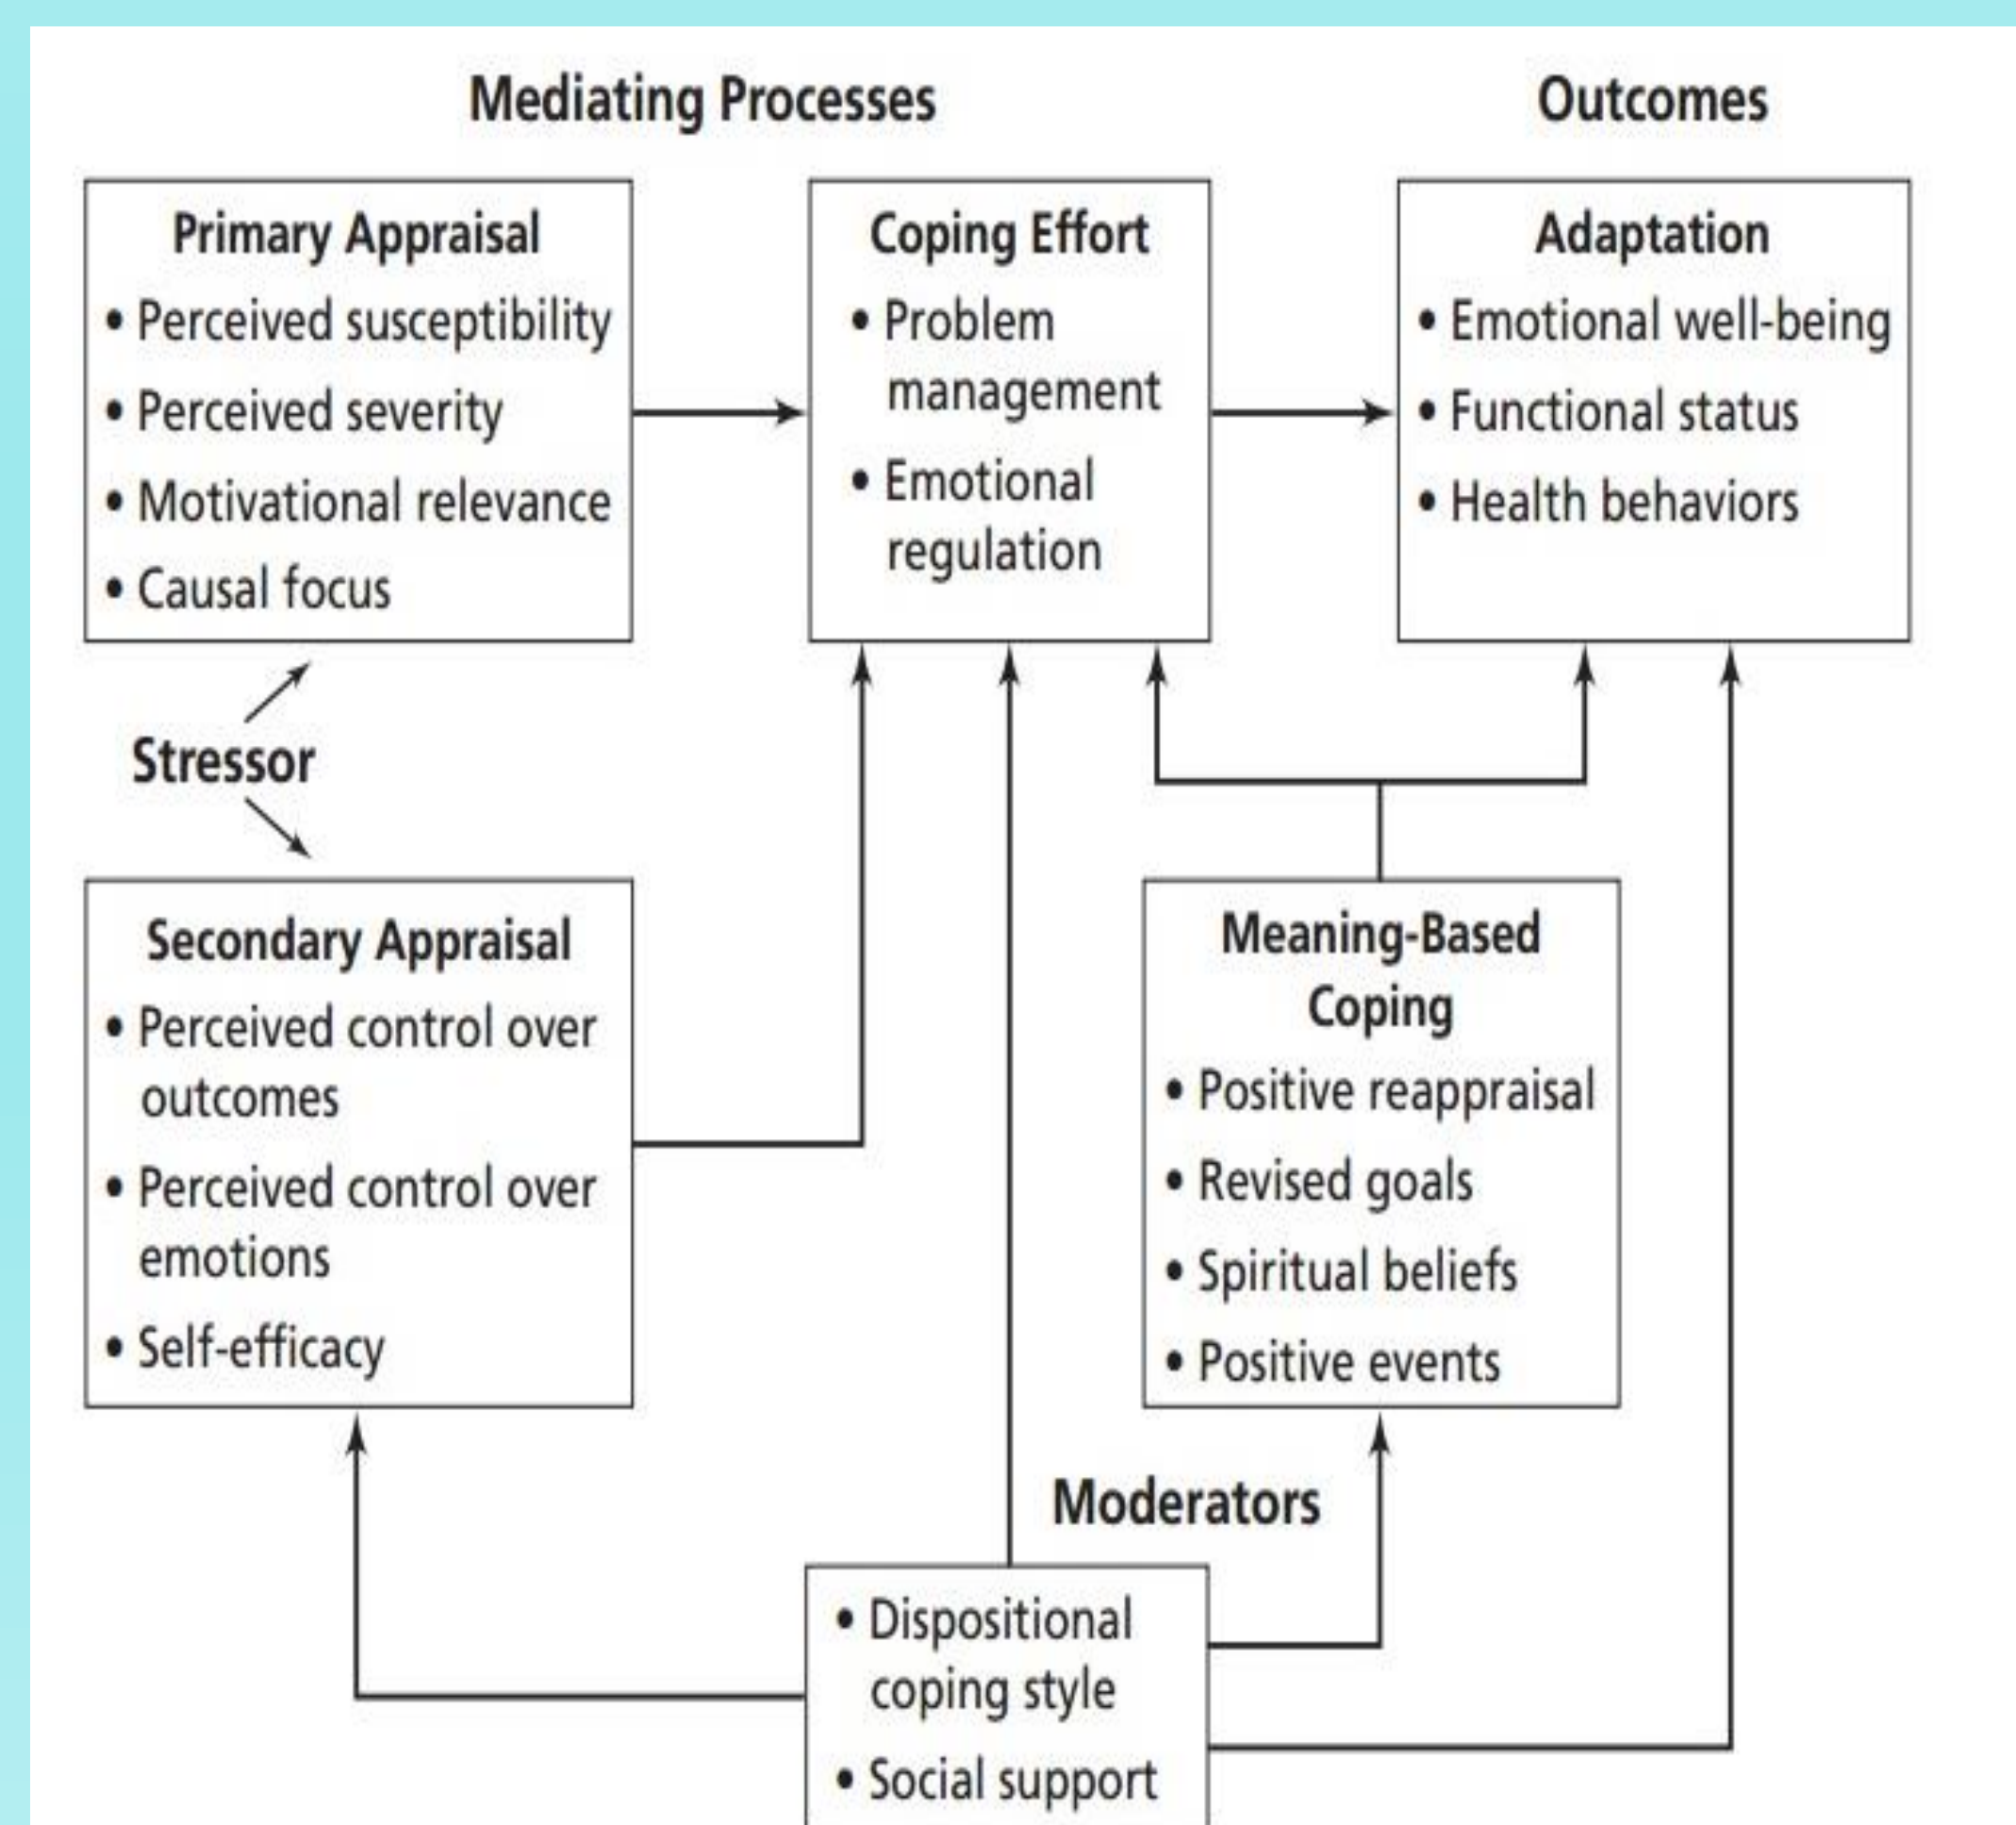 Mediating Processes
Outcomes
Primary Appraisal
• Perceived susceptibility
• Perceived severity
• Motivational relevance
• Causal focus
Coping Effort
• Problem
management
• Emotional
regulation
Adaptation
• Emotional well-being
• Functional status
• Health behaviors
Stressor
Secondary Appraisal
• Perceived control over
outcomes
• Perceived control over
emotions
• Self-efficacy
Meaning-Based
Coping
• Positive reappraisal
• Revised goals
• Spiritual beliefs
• Positive events
Moderators
• Dispositional
coping style
• Social support